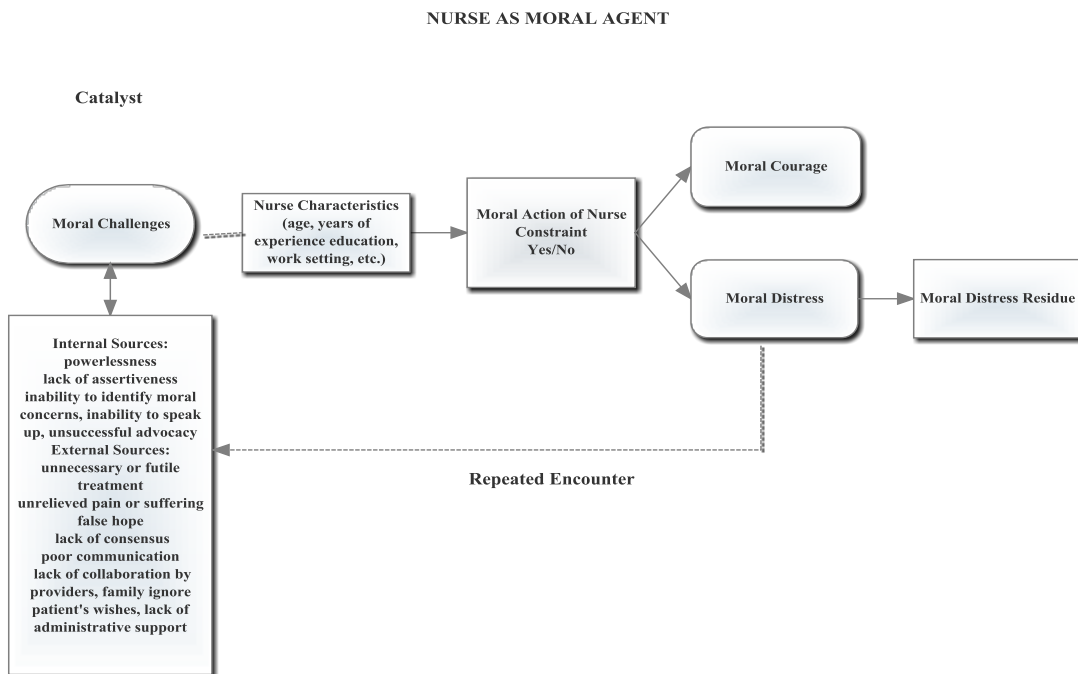 NURSE AS MORAL AGENT
Catalyst
Moral Challenges
Nurse Characteristics
(age, years of
experience education,
work setting, etc.)
Moral Action of Nurse
Constraint
Yes/No
Moral Courage
Moral Distress
Moral Distress Residue
Internal Sources:
powerlessness
lack of assertiveness
inability to identify moral
concerns, inability to speak
up, unsuccessful advocacy
External Sources:
unnecessary or futile
treatment
unrelieved pain or suffering
false hope
lack of consensus
poor communication
lack of collaboration by
providers, family ignore
patient's wishes, lack of
administrative support
Repeated Encounter